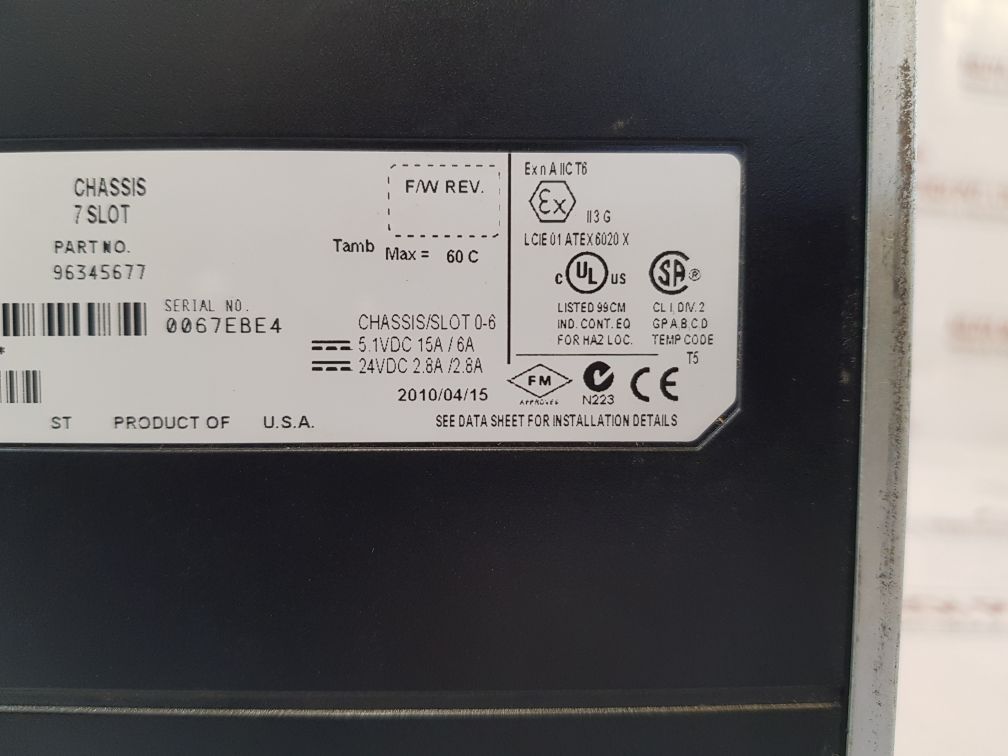 CHASSIS
7 SLOT
PART NO.
96345677
SERIAL NO.
0067EBE4
*
F/W REV.
Tamb Max = 60 C
CHASSIS/SLOT 0-6
5.1VDC 15A / 6A
24VDC 2.8A /2.8A
2010/04/15
ST PRODUCT OF U.S.A.
Ex n A IIC T6
Ex
II 3 G
LCIE 01 ATEX 6020 X
c UL us
LISTED 99CM
IND. CONT. EQ
FOR HAZ LOC.
SA ®
CL I, DIV. 2
GP A,B,C,D
TEMP CODE
T5
FM
APPROVED
N223
CE
SEE DATA SHEET FOR INSTALLATION DETAILS